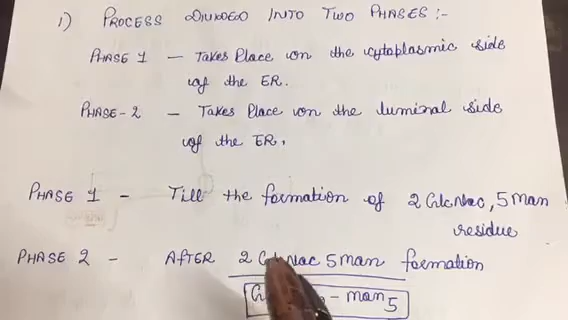 1) PROCESS DIVIDED INTO TWO PHASES :-
PHASE 1 - TAKES PLACE on the cytoplasmic side
of the ER.
PHASE-2 - TAKES PLACE on the luminal side
of the ER.
PHASE 1 - TILL the formation of 2 GlcNac, 5 Man
residue
PHASE 2 - AFTER 2 GlcNac 5 Man formation
- Man5